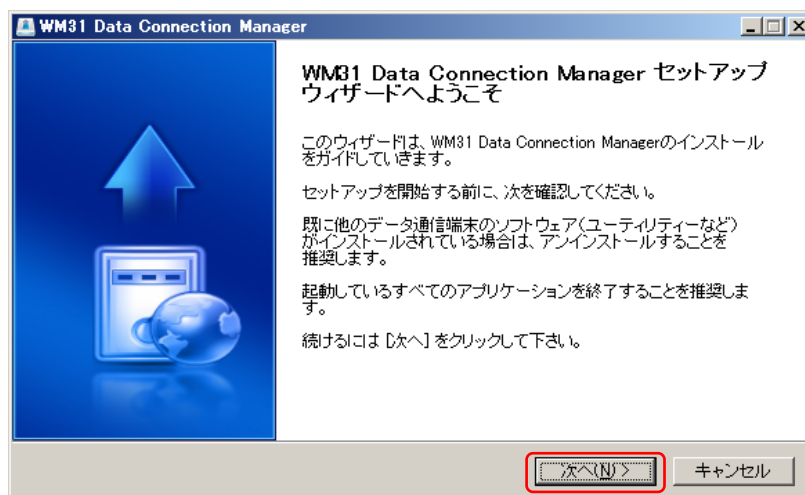 WM31 Data Connection Manager
WM31 Data Connection Manager セットアップ
ウィザードへようこそ
このウィザードは、WM31 Data Connection Managerのインストール
をガイドしていきます。
セットアップを開始する前に、次を確認してください。
既に他のデータ通信端末のソフトウェア(ユーティリティーなど)
がインストールされている場合は、アンインストールすることを
推奨します。
起動しているすべてのアプリケーションを終了することを推奨しま
す。
続けるには [次へ] をクリックして下さい。
次へ(N) >
キャンセル